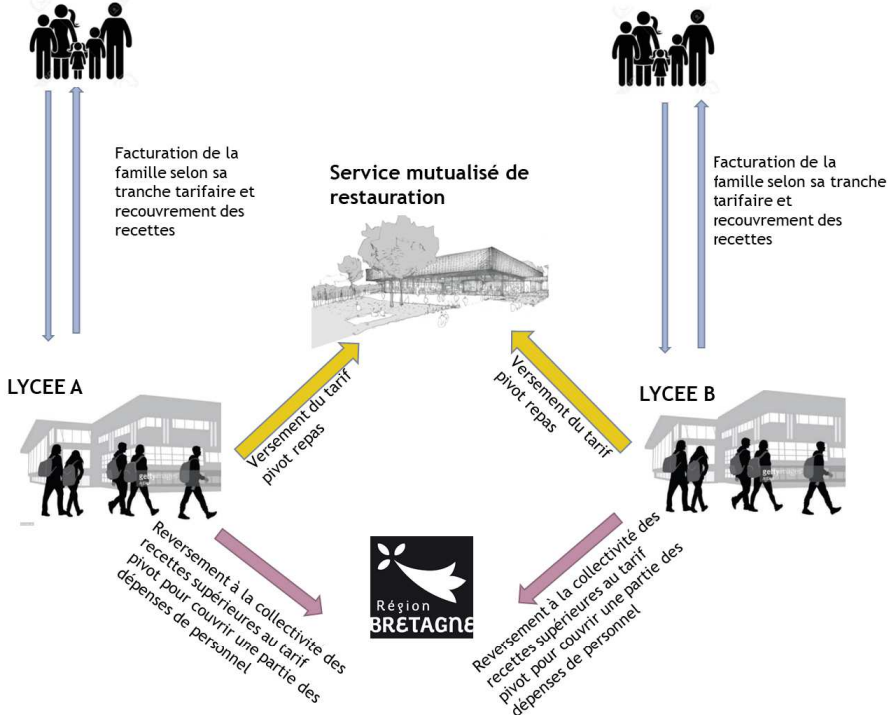 Facturation de la
famille selon sa
tranche tarifaire et
recouvrement des
recettes
Service mutualisé de
restauration
Facturation de la
famille selon sa tranche
tarifaire et
recouvrement des
recettes
LYCEE A
Versement du tarif
pivot repas
Versement du tarif
pivot repas
LYCEE B
Reversement à la collectivité des
recettes supérieures au tarif
pivot pour couvrir une partie des
dépenses de personnel
Région
BRETAGNE
Reversement à la collectivité des
recettes supérieures au tarif
pivot pour couvrir une partie des
dépenses de personnel